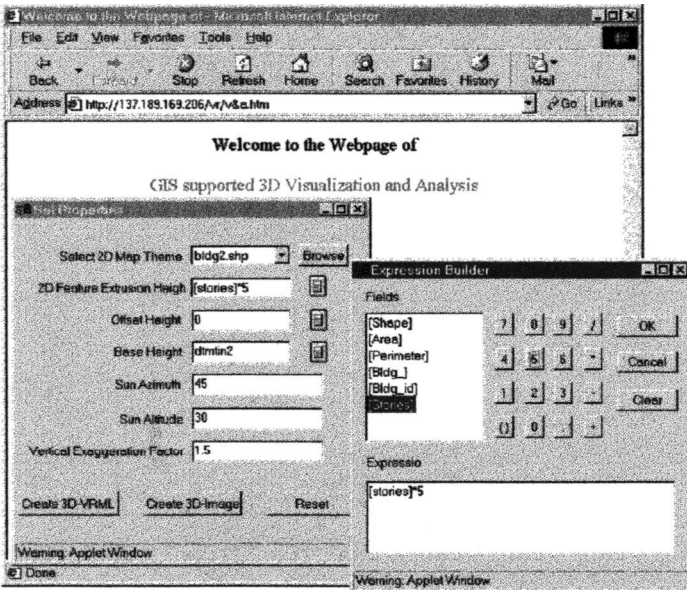 Welcome to the Webpage of - Microsoft Internet Explorer
File Edit View Favorites Tools Help
Back Forward Stop Refresh Home Search Favorites History Mail
Address http://137.189.169.206/vr/v&a.htm Go Links
Welcome to the Webpage of
GIS supported 3D Visualization and Analysis
Set Properties
Select 2D Map Theme bldg2.shp Browse
2D Feature Extrusion Heigh [stories]*5
Offset Height 0
Base Height dtmtin2
Sun Azimuth 45
Sun Altitude 30
Vertical Exaggeration Factor 1.5
Create 3D-VRML Create 3D-Image Reset
Warning: Applet Window
Done
Expression Builder
Fields
[Shape]
[Area]
[Perimeter]
[Bldg_]
[Bldg_id]
[Stories]
7 8 9 / OK
4 5 6 * Cancel
1 2 3 - Clear
() 0 . +
Expressio
[stories]*5
Warning: Applet Window